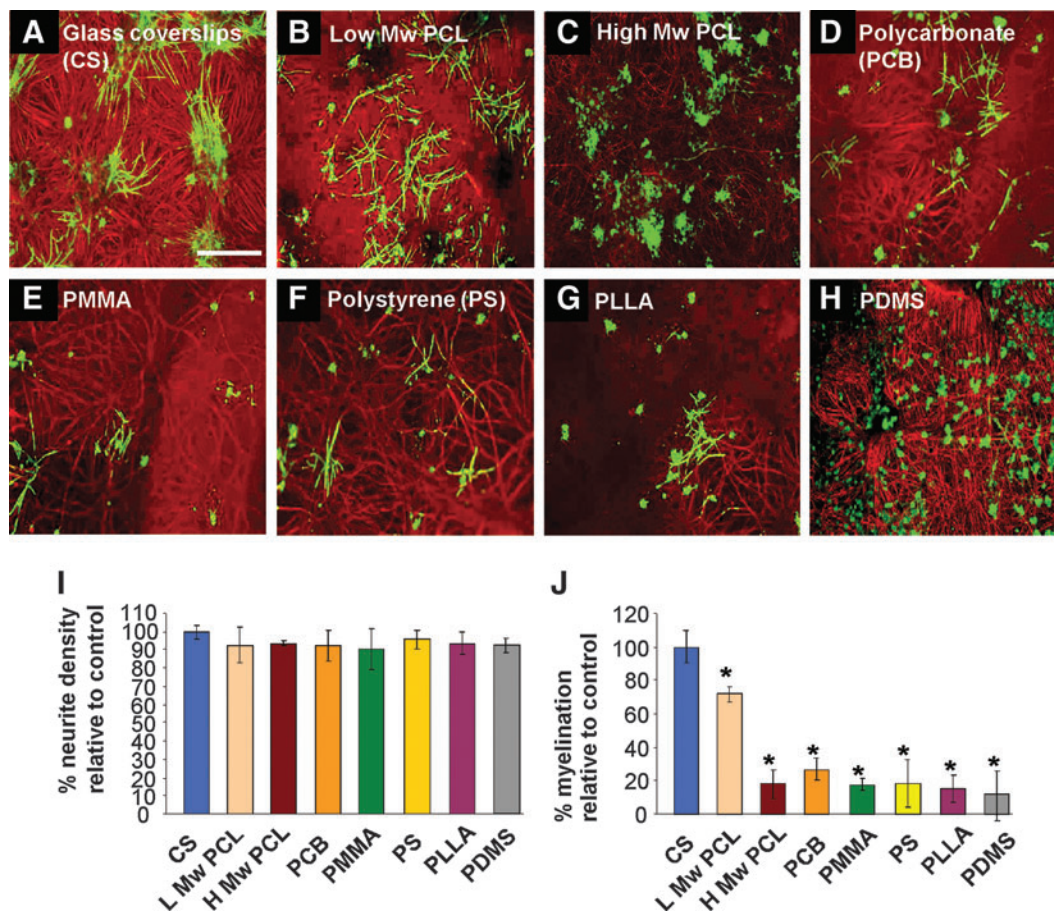 A Glass coverslips
(CS)
B Low Mw PCL
C High Mw PCL
D Polycarbonate
(PCB)
E PMMA
F Polystyrene (PS)
G PLLA
H PDMS
I
% neurite density
relative to control
110
100
90
80
70
60
50
40
30
20
10
0
CS
L Mw PCL
H Mw PCL
PCB
PMMA
PS
PLLA
PDMS
J
% myelination
relative to control
120
100
80
60
40
20
0
*
*
*
*
*
*
*
CS
L Mw PCL
H Mw PCL
PCB
PMMA
PS
PLLA
PDMS